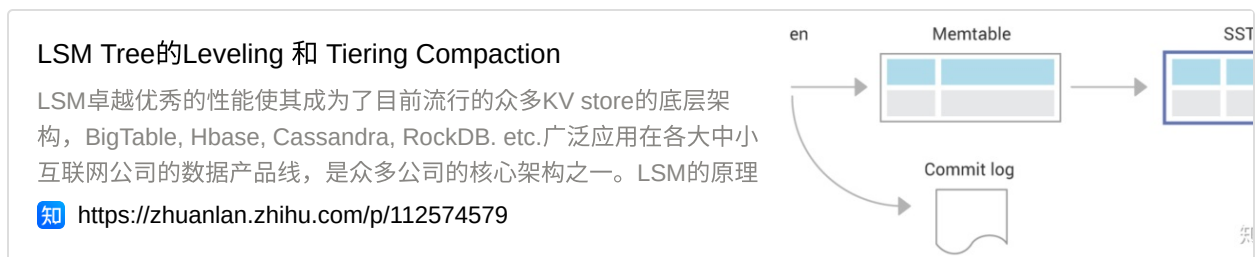 LSM Tree的Leveling 和 Tiering Compaction
LSM卓越优秀的性能使其成为了目前流行的众多KV store的底层架
构，BigTable, Hbase, Cassandra, RockDB. etc.广泛应用在各大中小
互联网公司的数据产品线，是众多公司的核心架构之一。LSM的原理
知 https://zhuanlan.zhihu.com/p/112574579
en
Memtable
SST
Commit log
知